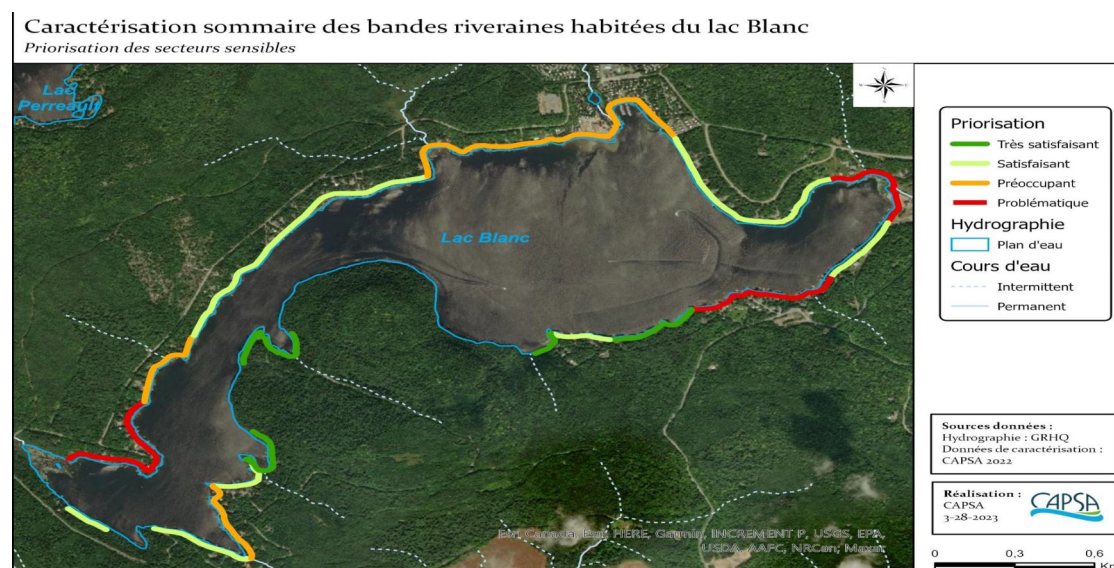 Caractérisation sommaire des bandes riveraines habitées du lac Blanc
Priorisation des secteurs sensibles
Lac
Perreault
Lac Blanc
Priorisation
Très satisfaisant
Satisfaisant
Préoccupant
Problématique
Hydrographie
Plan d'eau
Cours d'eau
Intermittent
Permanent
Sources données :
Hydrographie : GRHQ
Données de caractérisation :
CAPSA 2022
Réalisation :
CAPSA
3-28-2023
CAPSA
Esri Canada, Esri, HERE, Garmin, INCREMENT P, USGS, EPA,
USDA, AAFC, NRCan; Maxar
0 0,3 0,6